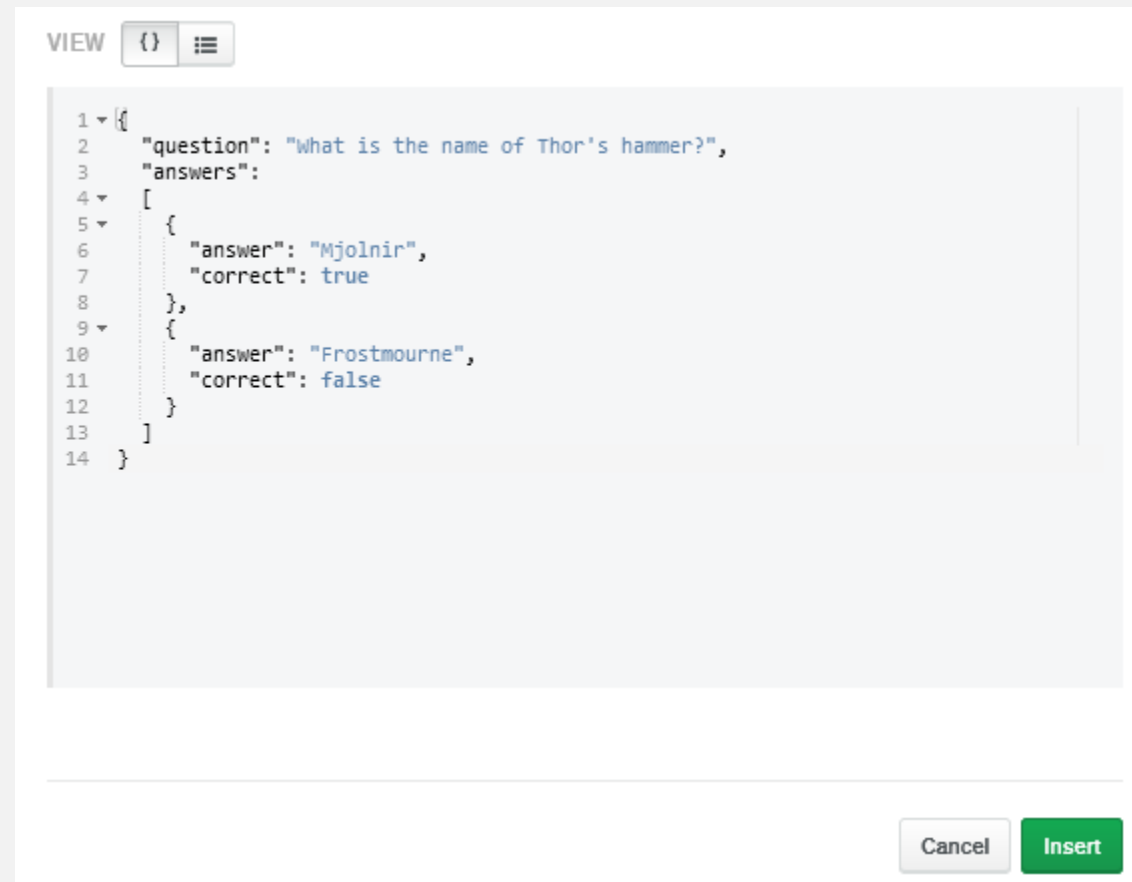 VIEW {}
1 {
2 "question": "What is the name of Thor's hammer?",
3 "answers":
4 [
5 {
6 "answer": "Mjolnir",
7 "correct": true
8 },
9 {
10 "answer": "Frostmourne",
11 "correct": false
12 }
13 ]
14 }
Cancel Insert